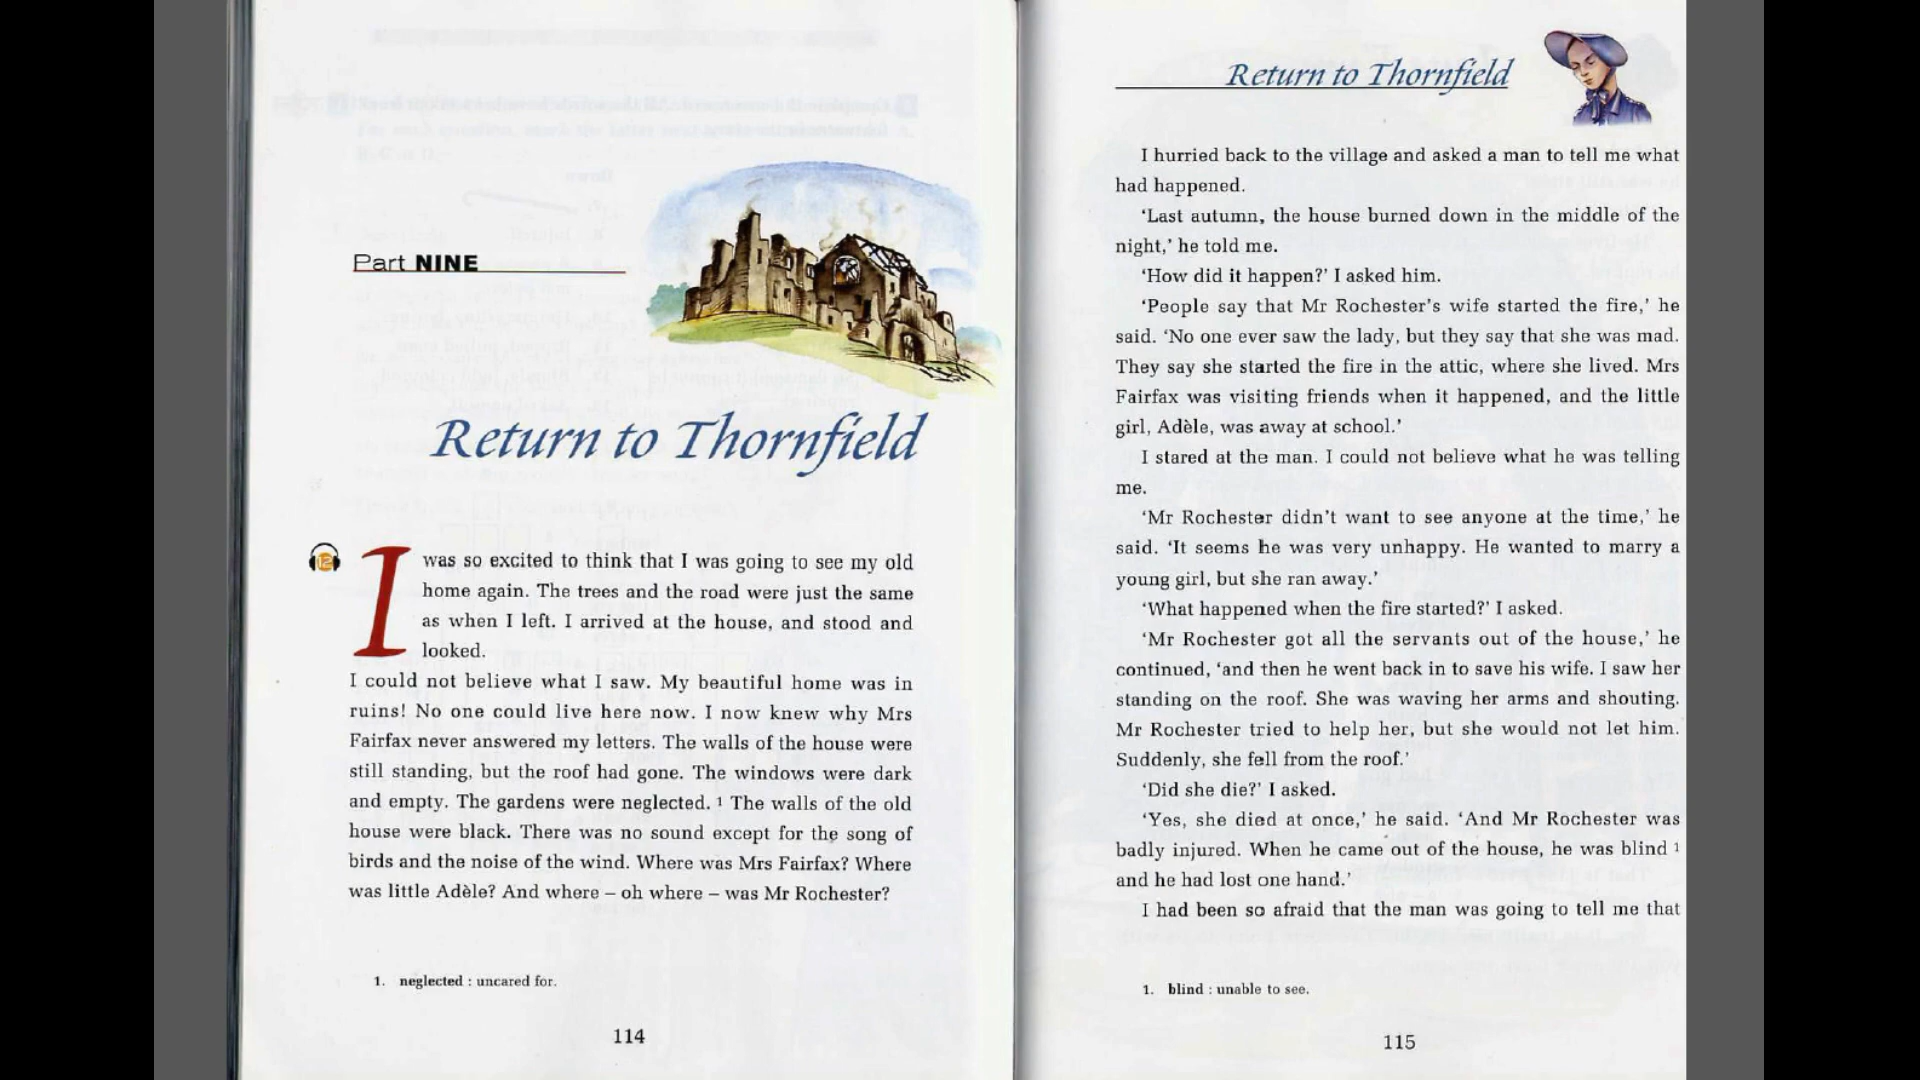 Part NINE
Return to Thornfield
12
I was so excited to think that I was going to see my old
home again. The trees and the road were just the same
as when I left. I arrived at the house, and stood and
looked.
I could not believe what I saw. My beautiful home was in
ruins! No one could live here now. I now knew why Mrs
Fairfax never answered my letters. The walls of the house were
still standing, but the roof had gone. The windows were dark
and empty. The gardens were neglected. 1 The walls of the old
house were black. There was no sound except for the song of
birds and the noise of the wind. Where was Mrs Fairfax? Where
was little Adèle? And where – oh where – was Mr Rochester?
1. neglected : uncared for.
114
Return to Thornfield
I hurried back to the village and asked a man to tell me what
had happened.
‘Last autumn, the house burned down in the middle of the
night,’ he told me.
‘How did it happen?’ I asked him.
‘People say that Mr Rochester’s wife started the fire,’ he
said. ‘No one ever saw the lady, but they say that she was mad.
They say she started the fire in the attic, where she lived. Mrs
Fairfax was visiting friends when it happened, and the little
girl, Adèle, was away at school.’
I stared at the man. I could not believe what he was telling
me.
‘Mr Rochester didn’t want to see anyone at the time,’ he
said. ‘It seems he was very unhappy. He wanted to marry a
young girl, but she ran away.’
‘What happened when the fire started?’ I asked.
‘Mr Rochester got all the servants out of the house,’ he
continued, ‘and then he went back in to save his wife. I saw her
standing on the roof. She was waving her arms and shouting.
Mr Rochester tried to help her, but she would not let him.
Suddenly, she fell from the roof.’
‘Did she die?’ I asked.
‘Yes, she died at once,’ he said. ‘And Mr Rochester was
badly injured. When he came out of the house, he was blind 1
and he had lost one hand.’
I had been so afraid that the man was going to tell me that
1. blind : unable to see.
115